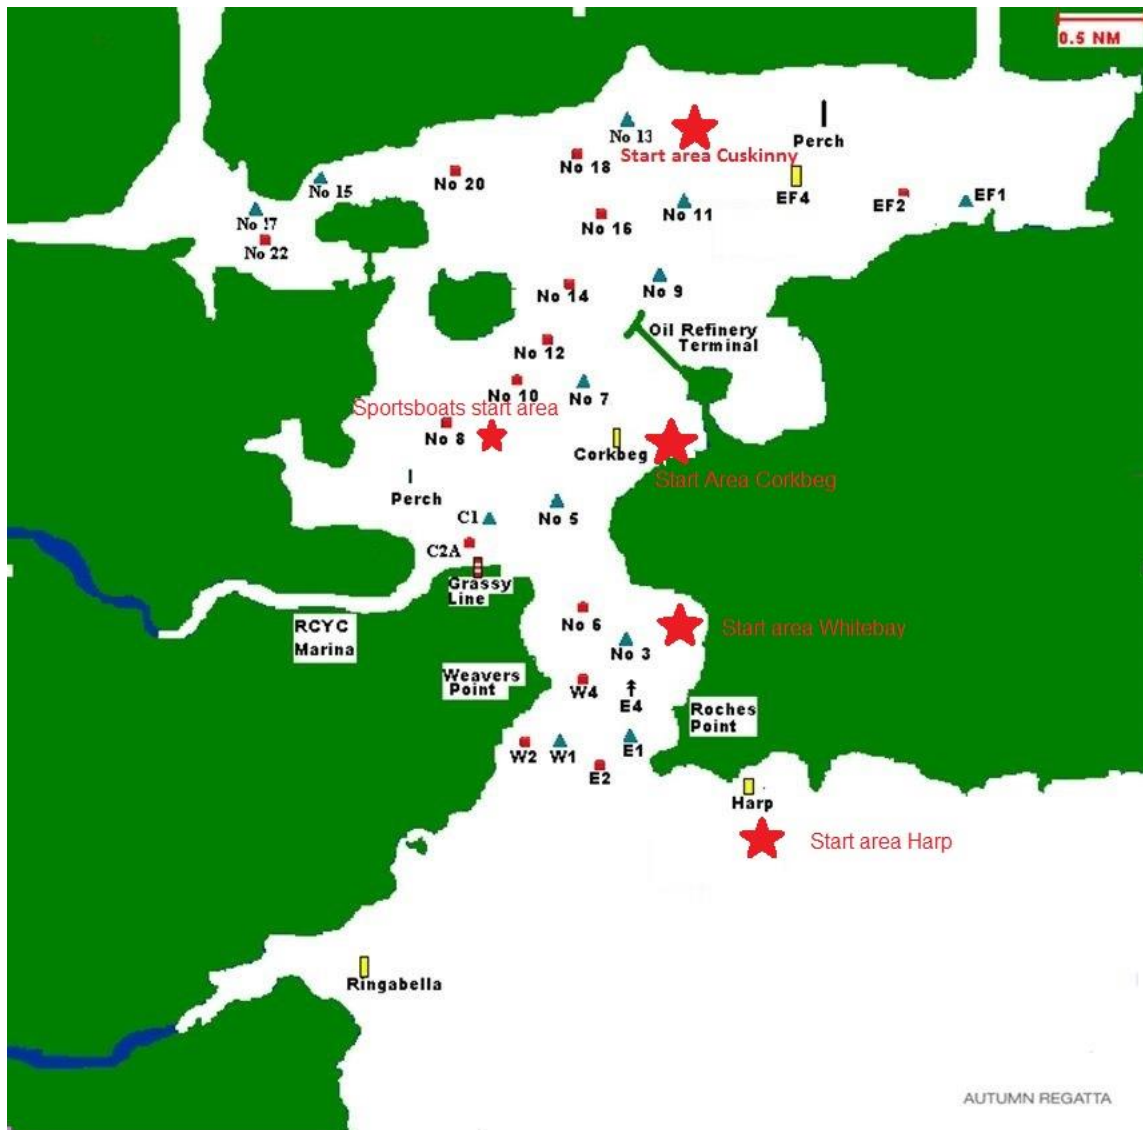 0.5 NM
No 13
Perch
Start area Cuskinny
No 18
No 20
No 15
EF4
EF2
EF1
No 11
No 16
No 17
No 22
No 9
No 14
Oil Refinery
Terminal
No 12
No 10
No 7
Sportsboats start area
No 8
Corkbeg
Start Area Corkbeg
Perch
C1
No 5
C2A
Grassy
Line
No 6
RCYC
Marina
Start area Whitebay
No 3
Weavers
Point
W4
E4
Roches
Point
W2
W1
E1
E2
Harp
Start area Harp
Ringabella
AUTUMN REGATTA